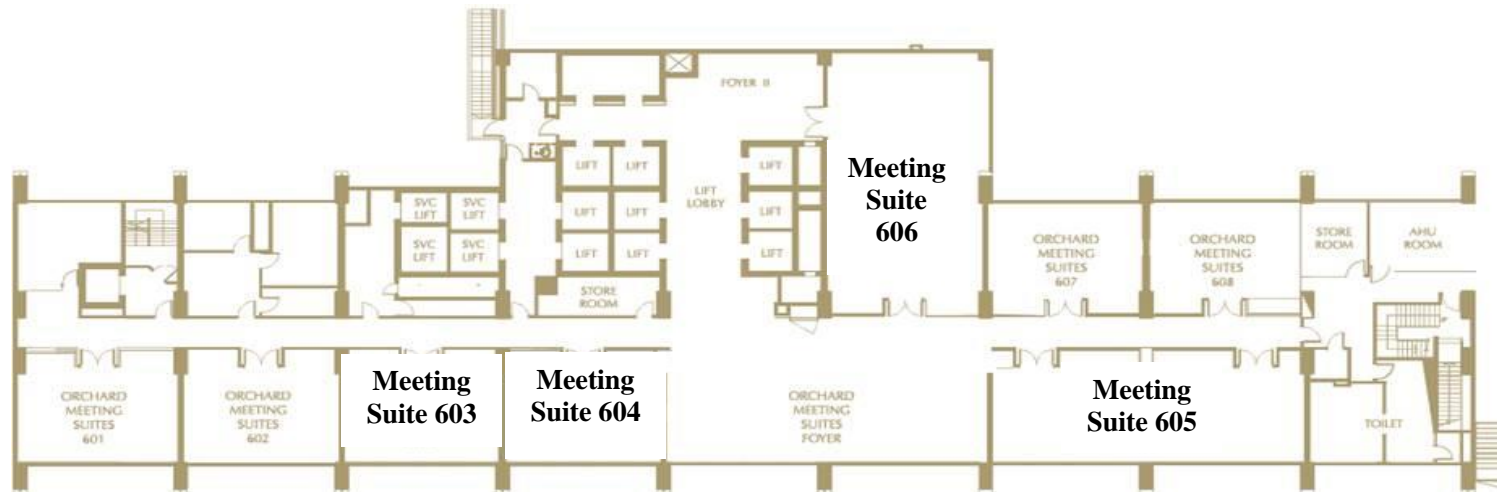 FOYER II
LIFT
LIFT
LIFT
Meeting
Suite
606
SVC
LIFT
SVC
LIFT
LIFT
LIFT
LIFT
LOBBY
LIFT
SVC
LIFT
SVC
LIFT
LIFT
LIFT
LIFT
STORE
ROOM
ORCHARD
MEETING
SUITES
607
ORCHARD
MEETING
SUITES
608
STORE
ROOM
AHU
ROOM
ORCHARD
MEETING
SUITES
601
ORCHARD
MEETING
SUITES
602
Meeting
Suite 603
Meeting
Suite 604
ORCHARD
MEETING
SUITES
FOYER
Meeting
Suite 605
TOILET